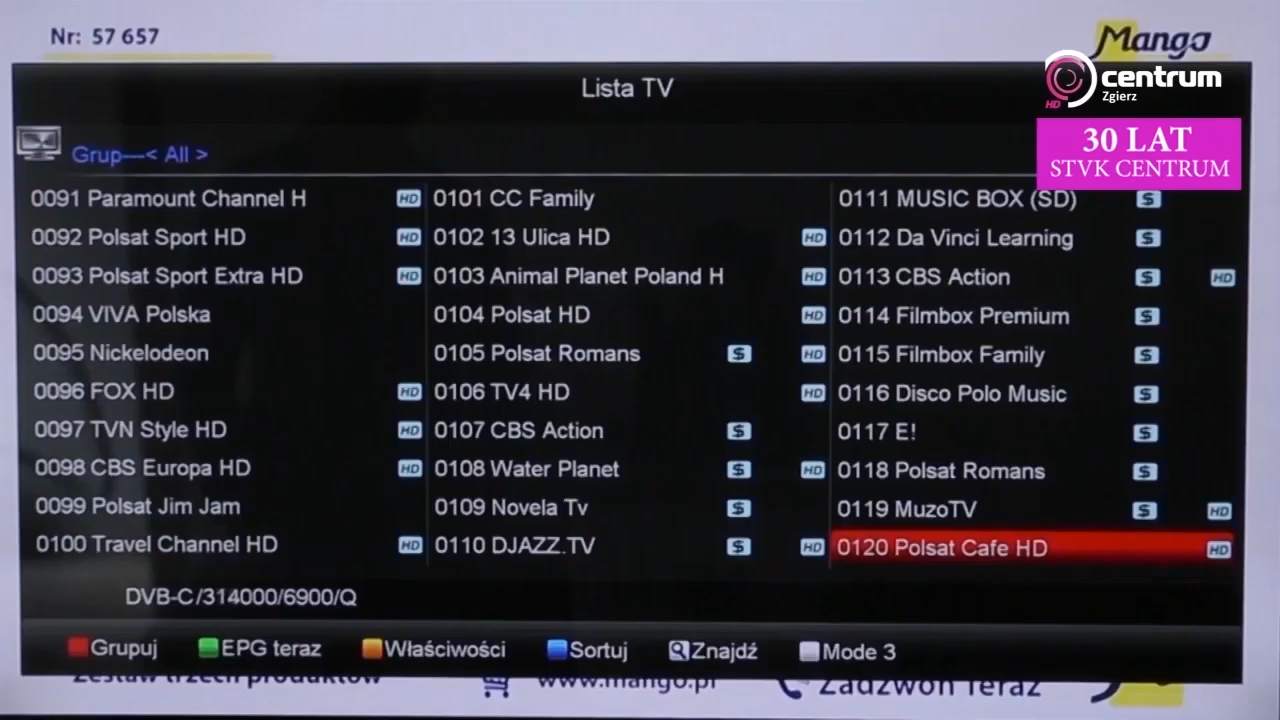 Nr: 57 657
Mango
HD centrum
Zgierz
30 LAT
STVK CENTRUM
Lista TV
Grup---< All >
0091 Paramount Channel H HD
0092 Polsat Sport HD HD
0093 Polsat Sport Extra HD HD
0094 VIVA Polska
0095 Nickelodeon
0096 FOX HD HD
0097 TVN Style HD HD
0098 CBS Europa HD HD
0099 Polsat Jim Jam
0100 Travel Channel HD HD
0101 CC Family
0102 13 Ulica HD HD
0103 Animal Planet Poland H HD
0104 Polsat HD HD
0105 Polsat Romans $ HD
0106 TV4 HD HD
0107 CBS Action $
0108 Water Planet $ HD
0109 Novela Tv $
0110 DJAZZ.TV $ HD
0111 MUSIC BOX (SD) $
0112 Da Vinci Learning $
0113 CBS Action $ HD
0114 Filmbox Premium $
0115 Filmbox Family $
0116 Disco Polo Music $
0117 E! $
0118 Polsat Romans $
0119 MuzoTV $ HD
0120 Polsat Cafe HD HD
DVB-C/314000/6900/Q
Grupuj EPG teraz Właściwości Sortuj Znajdź Mode 3
Zestaw trzech produktów www.mango.pl Zadzwoń Teraz